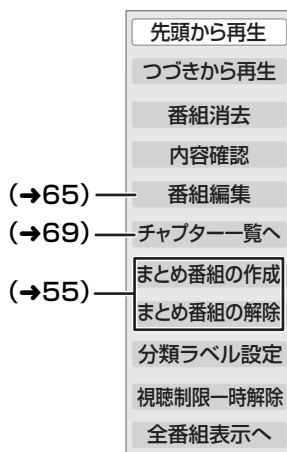 先頭から再生
つづきから再生
番組消去
内容確認
(➔65) 番組編集
(➔69) チャプター一覧へ
(➔55) まとめ番組の作成
まとめ番組の解除
分類ラベル設定
視聴制限一時解除
全番組表示へ